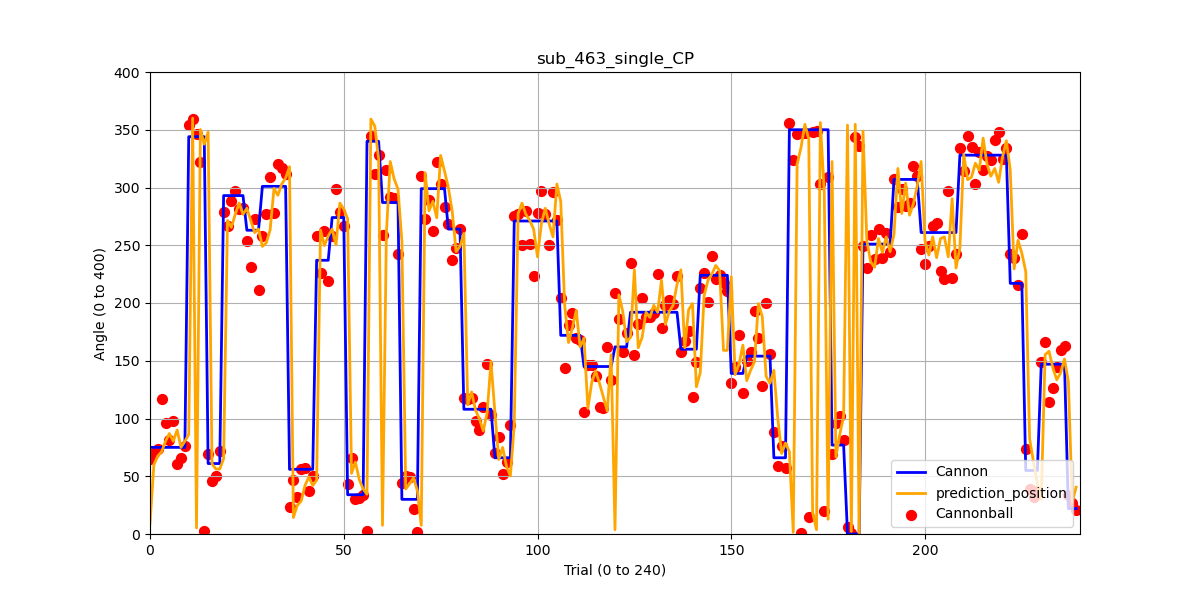 sub_463_single_CP
Angle (0 to 400)
400
350
300
250
200
150
100
50
0
0 50 100 150 200
Trial (0 to 240)
Cannon
prediction_position
Cannonball